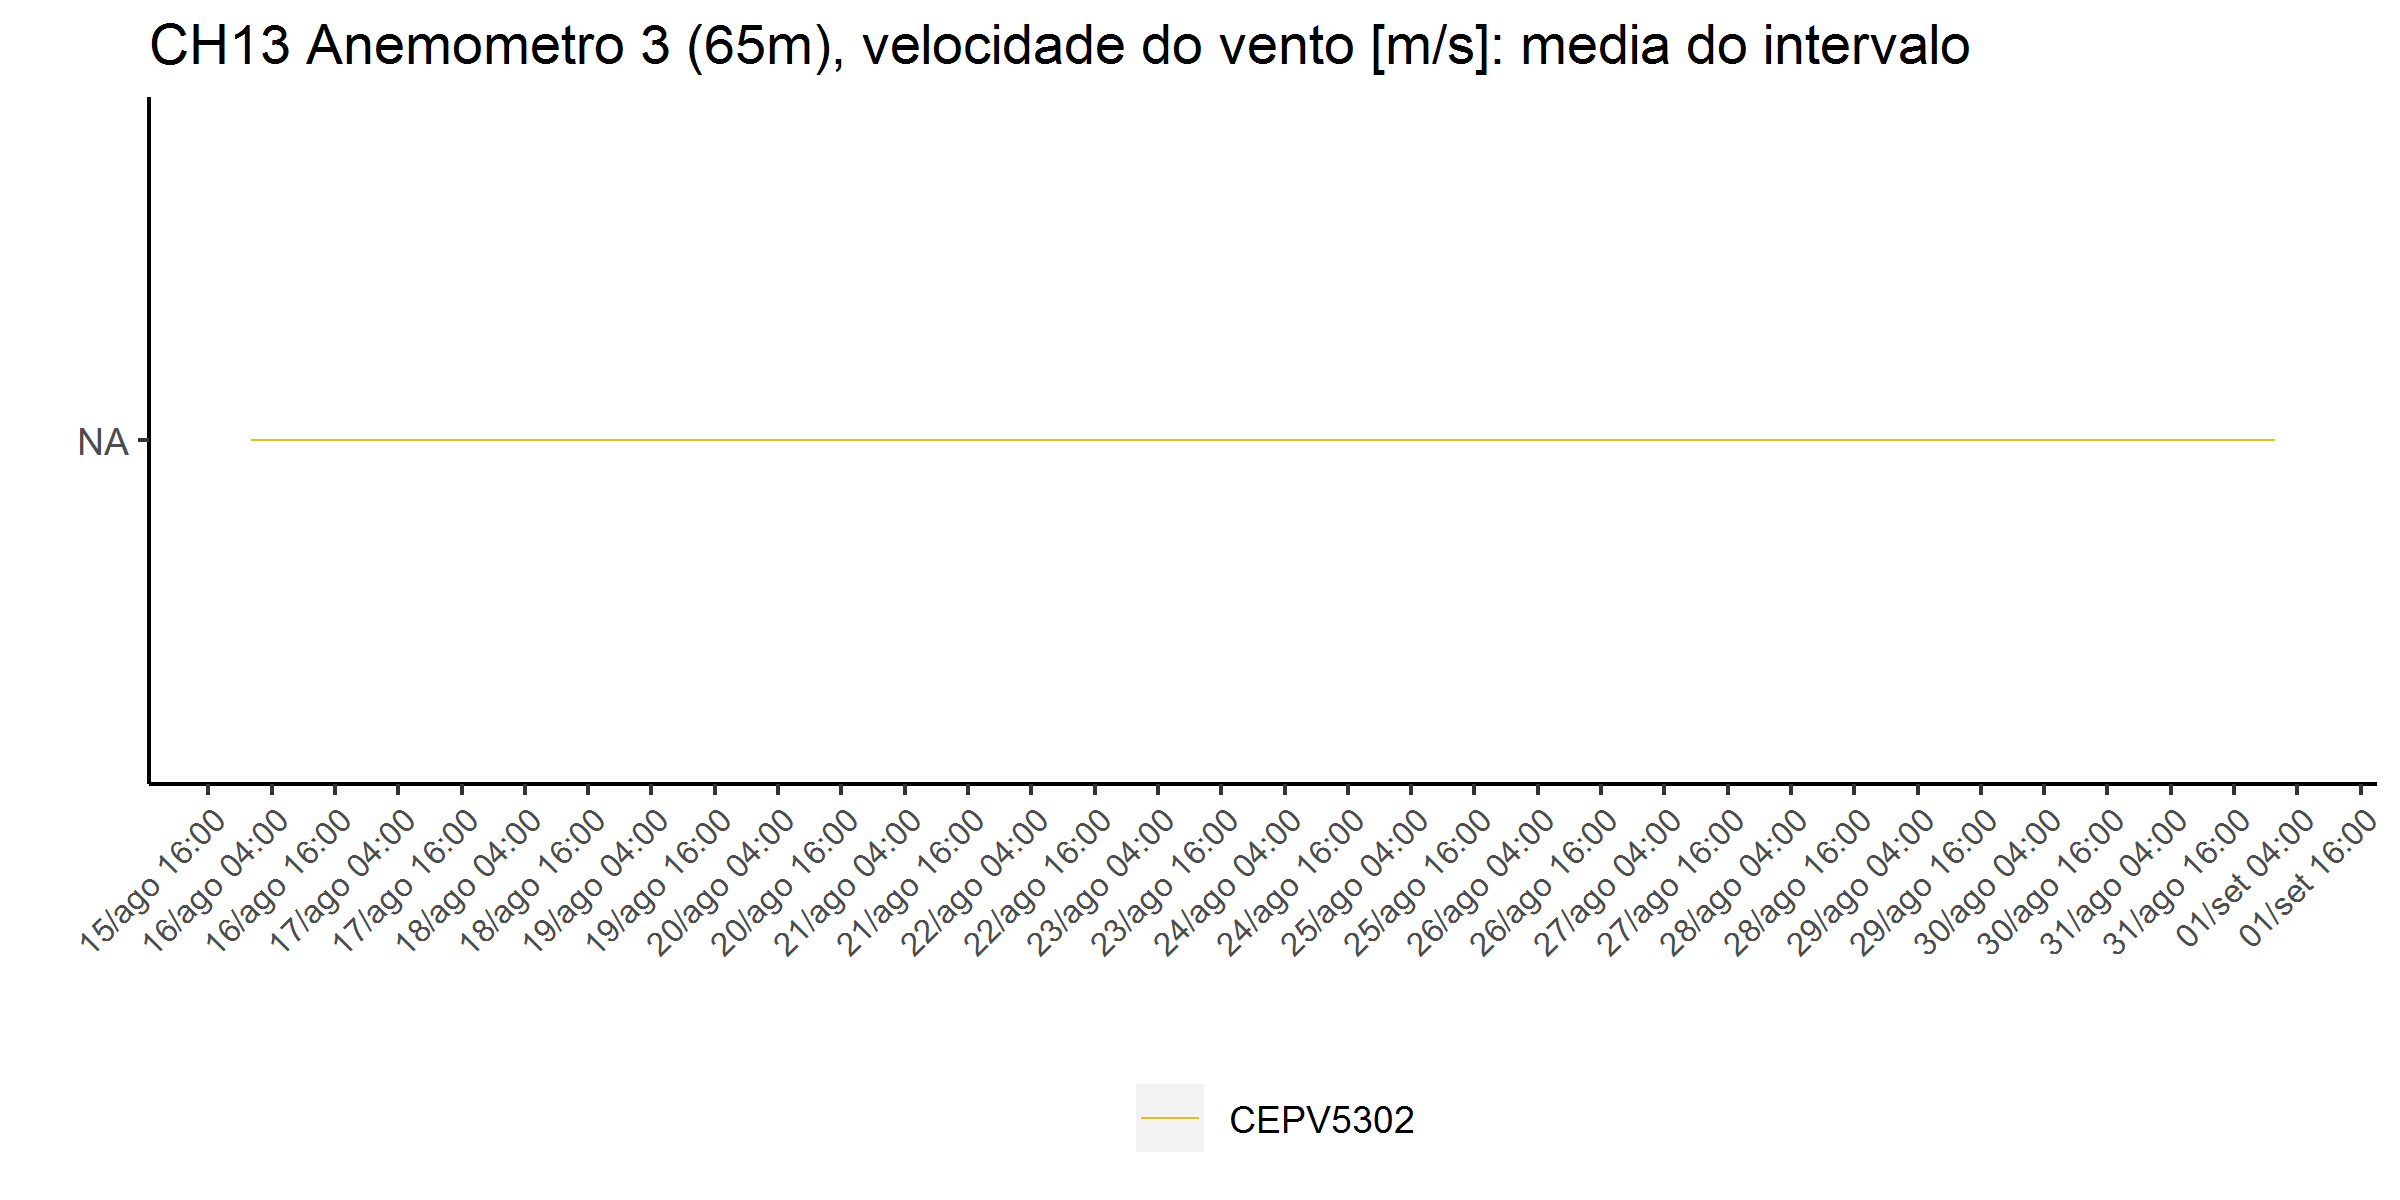 CH13 Anemometro 3 (65m), velocidade do vento [m/s]: media do intervalo
NA
15/ago 16:00
16/ago 04:00
16/ago 16:00
17/ago 04:00
17/ago 16:00
18/ago 04:00
18/ago 16:00
19/ago 04:00
19/ago 16:00
20/ago 04:00
20/ago 16:00
21/ago 04:00
21/ago 16:00
22/ago 04:00
22/ago 16:00
23/ago 04:00
23/ago 16:00
24/ago 04:00
24/ago 16:00
25/ago 04:00
25/ago 16:00
26/ago 04:00
26/ago 16:00
27/ago 04:00
27/ago 16:00
28/ago 04:00
28/ago 16:00
29/ago 04:00
29/ago 16:00
30/ago 04:00
30/ago 16:00
31/ago 04:00
31/ago 16:00
01/set 04:00
01/set 16:00
CEPV5302